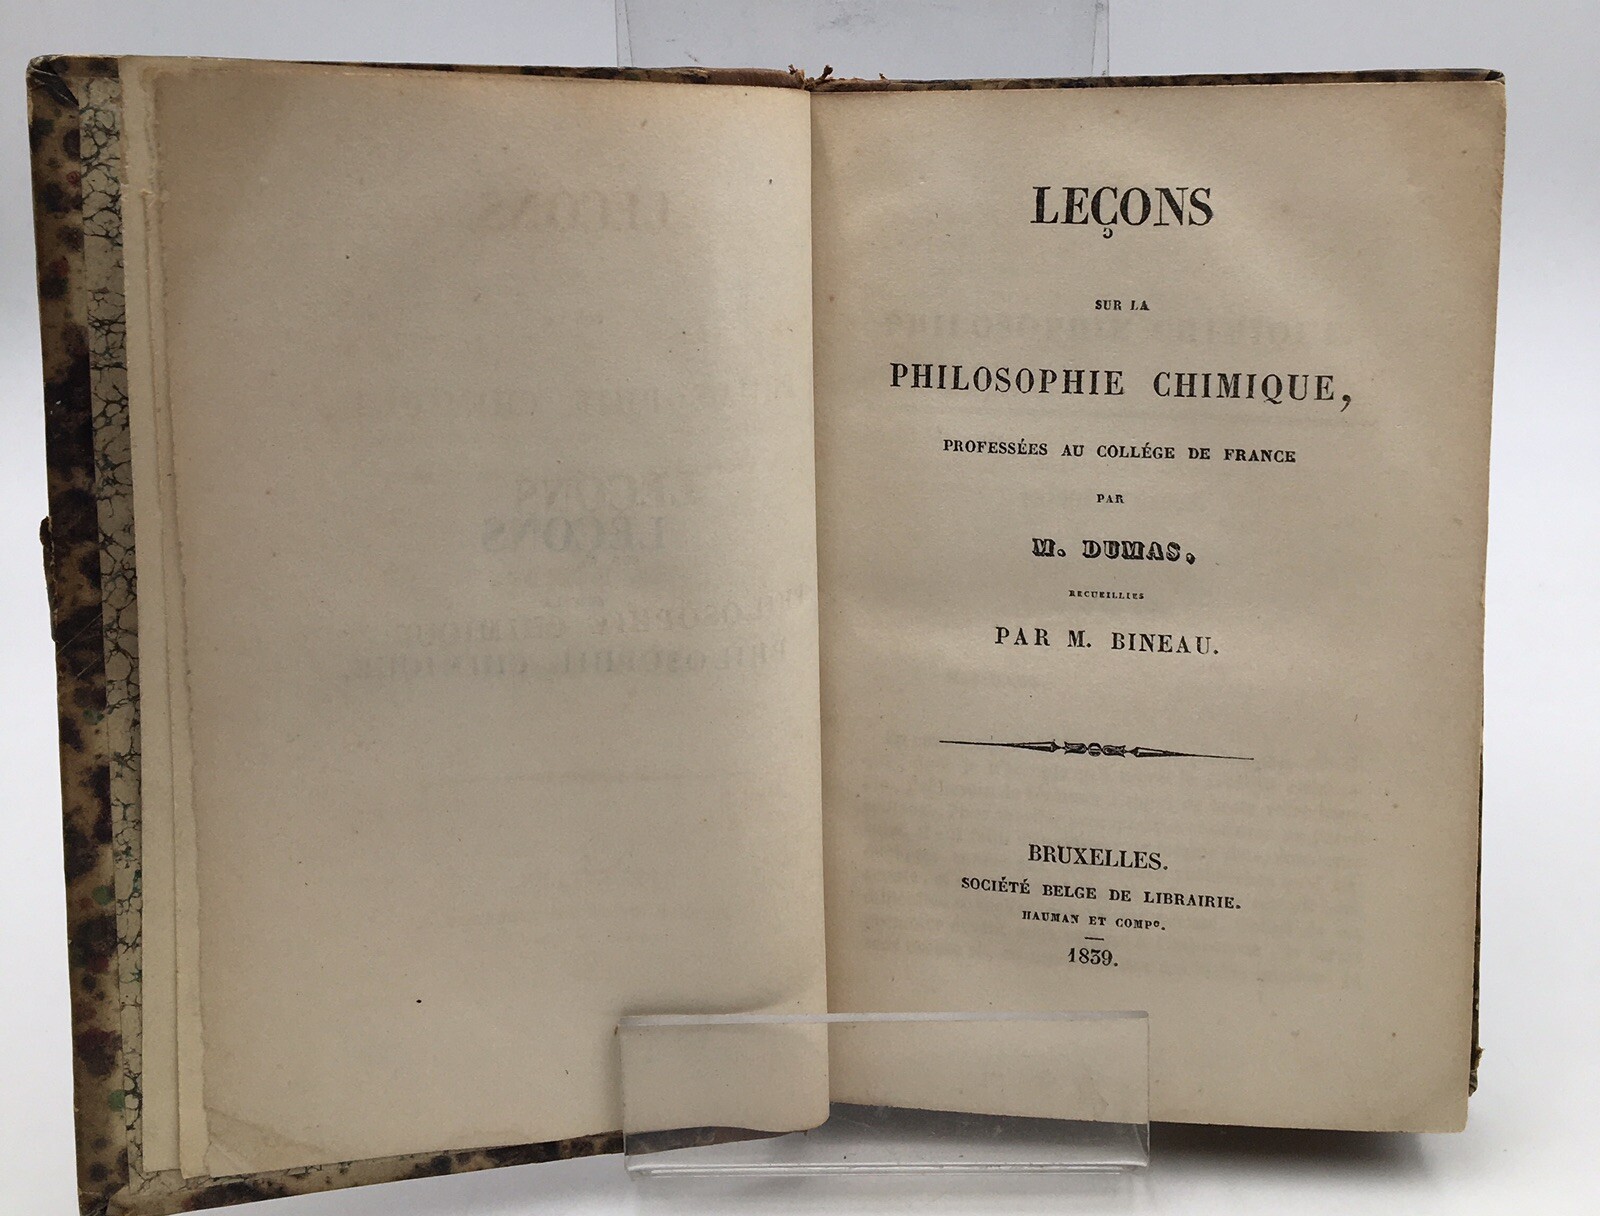 LEÇONS
SUR LA
PHILOSOPHIE CHIMIQUE,
PROFESSÉES AU COLLÉGE DE FRANCE
PAR
M. DUMAS,
RECUEILLIES
PAR M. BINEAU.
BRUXELLES.
SOCIÉTÉ BELGE DE LIBRAIRIE.
HAUMAN ET COMPᵉ.
1839.